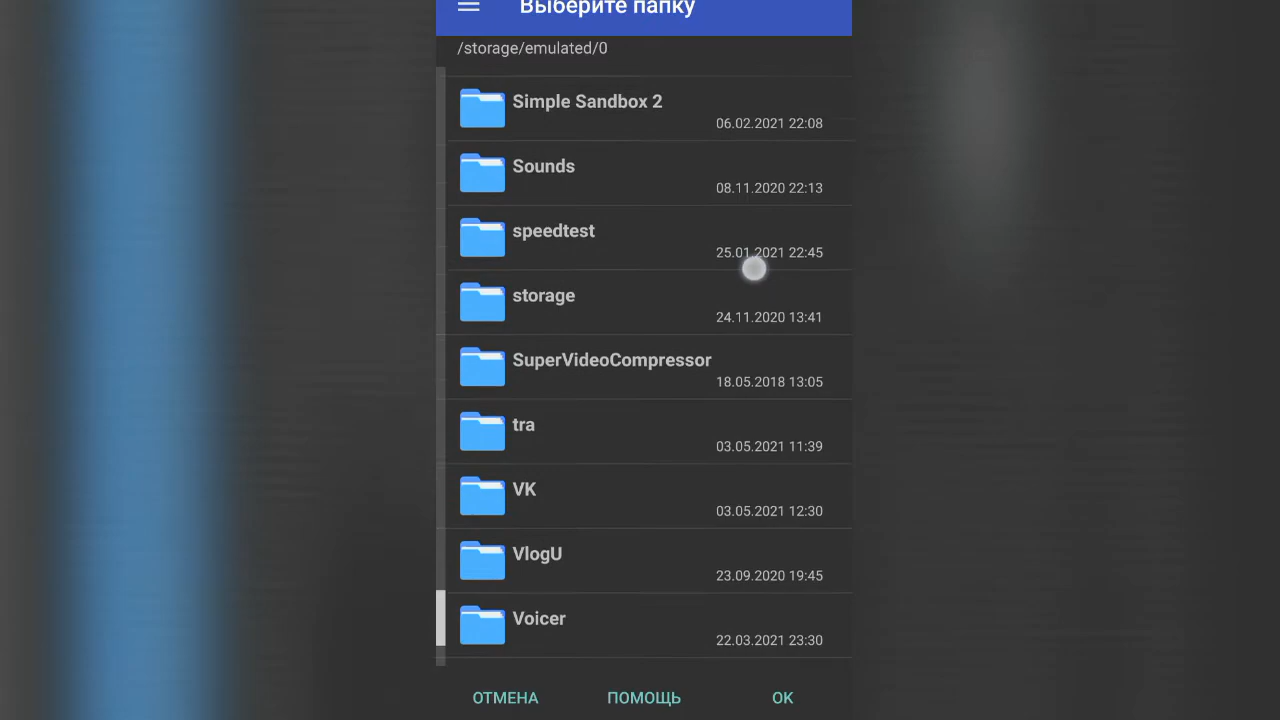 Выберите папку
/storage/emulated/0
Simple Sandbox 2
06.02.2021 22:08
Sounds
08.11.2020 22:13
speedtest
25.01.2021 22:45
storage
24.11.2020 13:41
SuperVideoCompressor
18.05.2018 13:05
tra
03.05.2021 11:39
VK
03.05.2021 12:30
VlogU
23.09.2020 19:45
Voicer
22.03.2021 23:30
ОТМЕНА ПОМОЩЬ OK